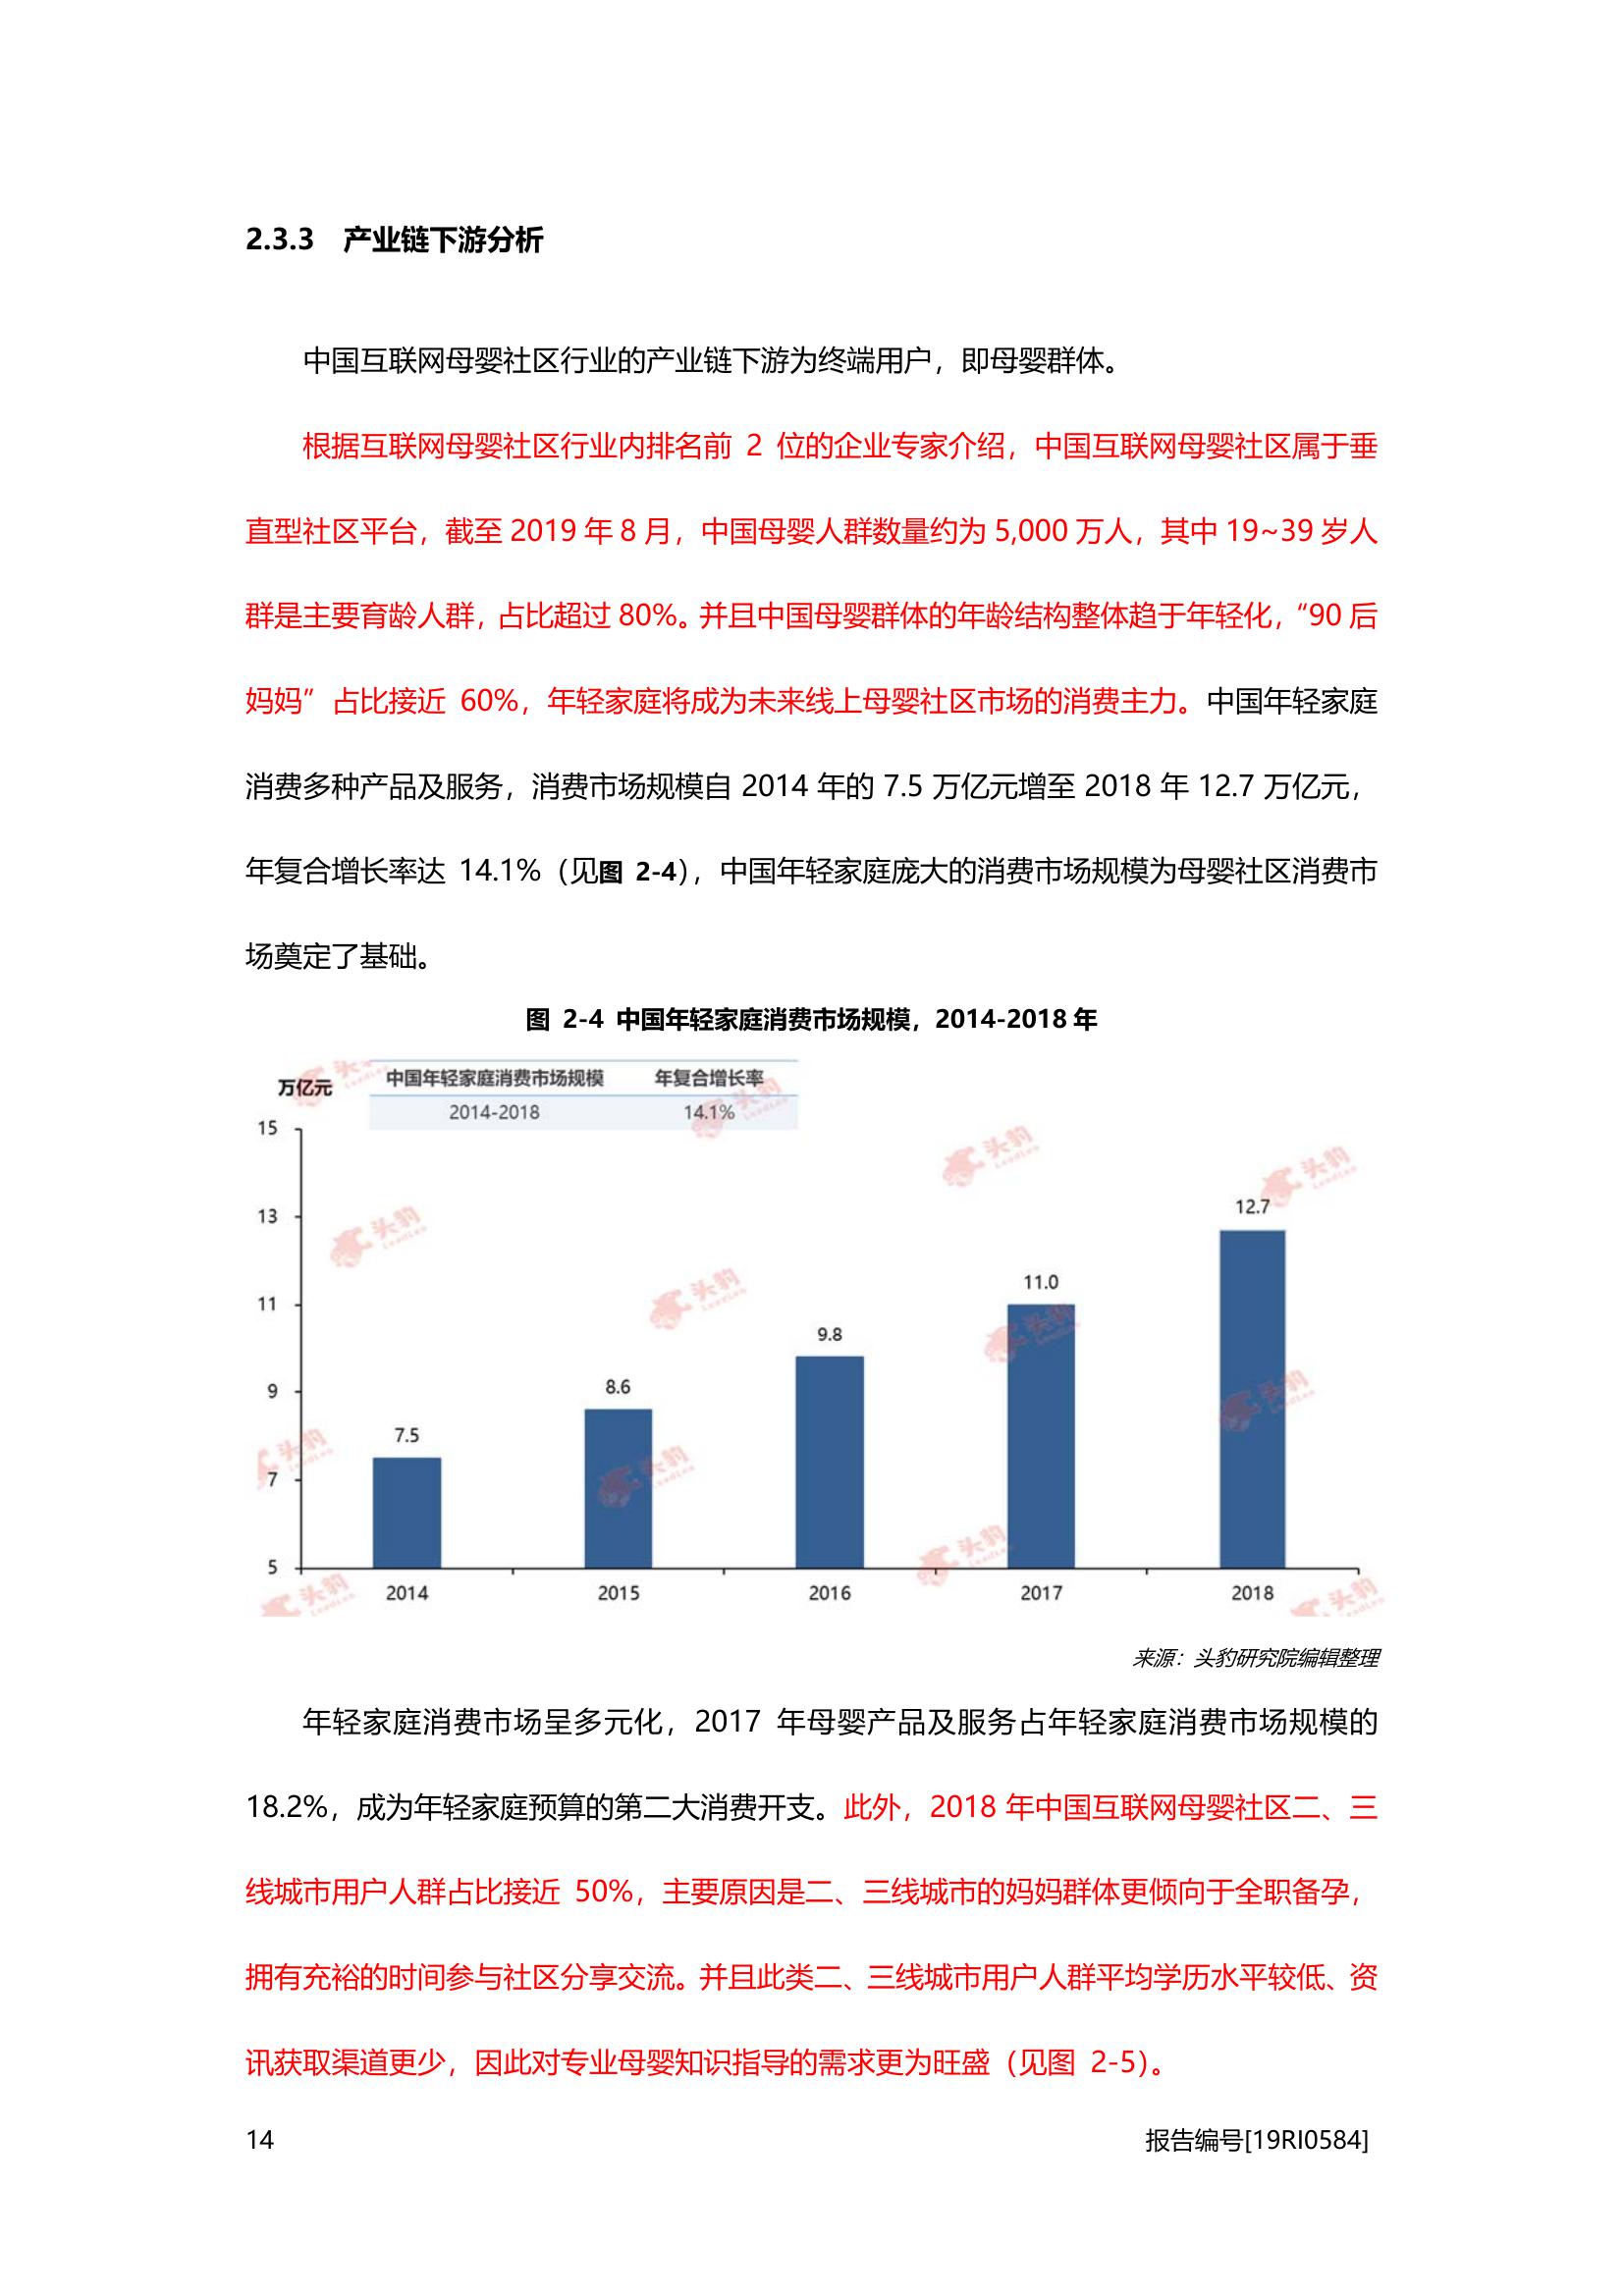 2.3.3 产业链下游分析
中国互联网母婴社区行业的产业链下游为终端用户，即母婴群体。
根据互联网母婴社区行业内排名前 2 位的企业专家介绍，中国互联网母婴社区属于垂
直型社区平台，截至 2019 年 8 月，中国母婴人群数量约为 5,000 万人，其中 19~39 岁人
群是主要育龄人群，占比超过 80%。并且中国母婴群体的年龄结构整体趋于年轻化，“90 后
妈妈”占比接近 60%，年轻家庭将成为未来线上母婴社区市场的消费主力。中国年轻家庭
消费多种产品及服务，消费市场规模自 2014 年的 7.5 万亿元增至 2018 年 12.7 万亿元，
年复合增长率达 14.1%（见图 2-4），中国年轻家庭庞大的消费市场规模为母婴社区消费市
场奠定了基础。
图 2-4 中国年轻家庭消费市场规模，2014-2018 年
万亿元
中国年轻家庭消费市场规模 年复合增长率
2014-2018 14.1%
15
13
11
9
7
5
7.5
8.6
9.8
11.0
12.7
2014 2015 2016 2017 2018
头豹
LeadLeo
来源：头豹研究院编辑整理
年轻家庭消费市场呈多元化，2017 年母婴产品及服务占年轻家庭消费市场规模的
18.2%，成为年轻家庭预算的第二大消费开支。此外，2018 年中国互联网母婴社区二、三
线城市用户人群占比接近 50%，主要原因是二、三线城市的妈妈群体更倾向于全职备孕，
拥有充裕的时间参与社区分享交流。并且此类二、三线城市用户人群平均学历水平较低、资
讯获取渠道更少，因此对专业母婴知识指导的需求更为旺盛（见图 2-5）。
14 报告编号[19RI0584]